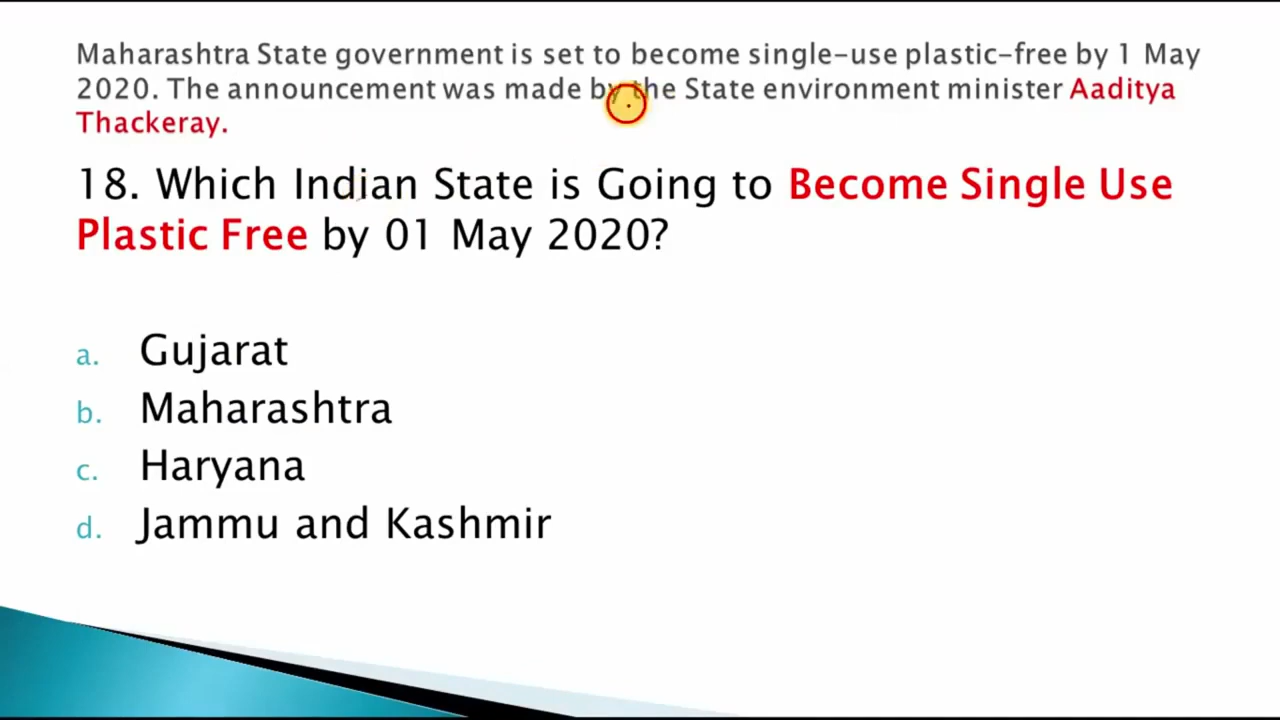 Maharashtra State government is set to become single-use plastic-free by 1 May
2020. The announcement was made by the State environment minister Aaditya
Thackeray.
18. Which Indian State is Going to Become Single Use
Plastic Free by 01 May 2020?
a. Gujarat
b. Maharashtra
c. Haryana
d. Jammu and Kashmir